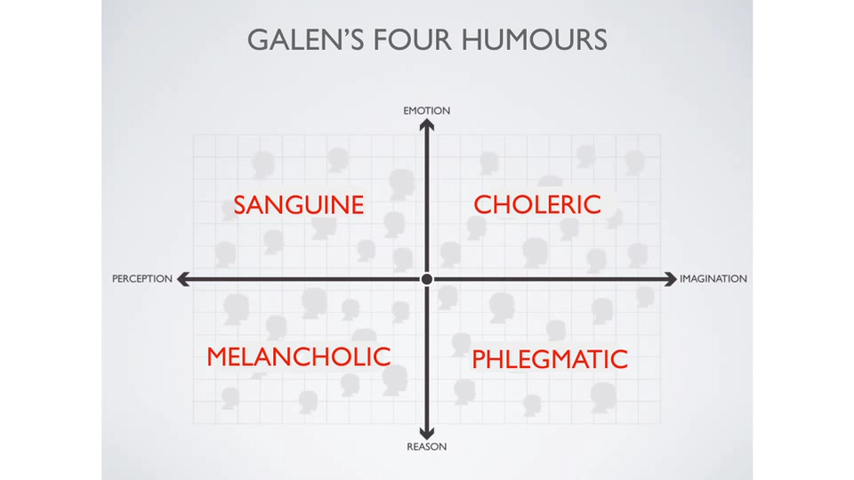 GALEN'S FOUR HUMOURS
EMOTION
SANGUINE
CHOLERIC
PERCEPTION
IMAGINATION
MELANCHOLIC
PHLEGMATIC
REASON